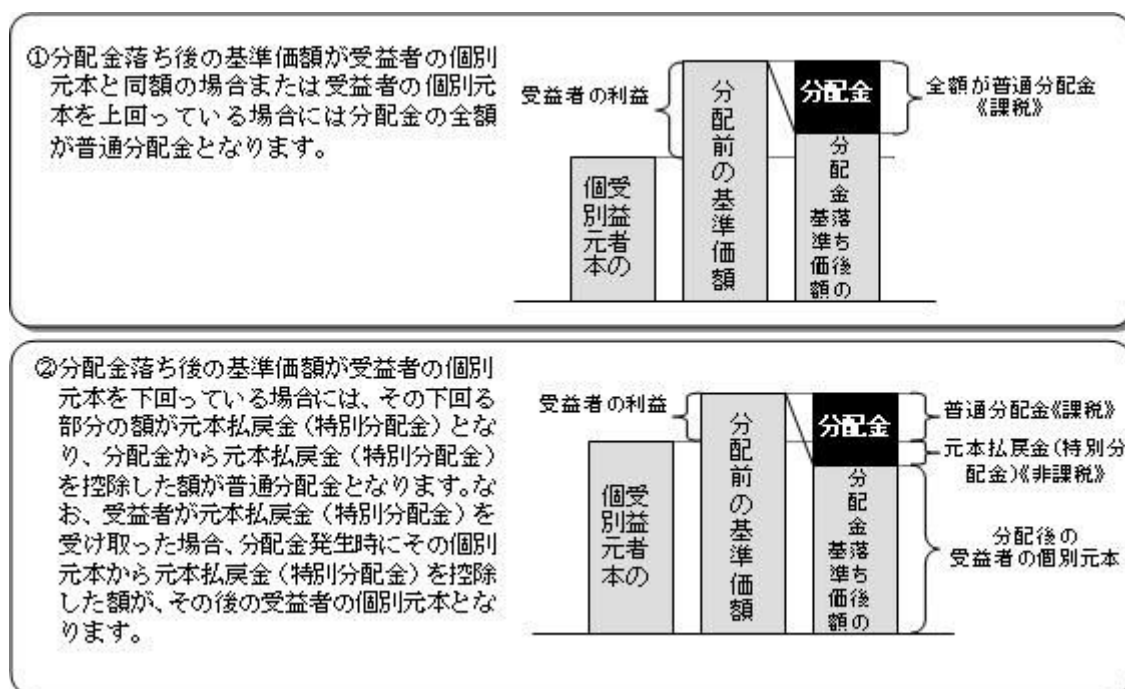 ①分配金落ち後の基準価額が受益者の個別
元本と同額の場合または受益者の個別元
本を上回っている場合には分配金の全額
が普通分配金となります。
受益者の利益
受益者の
個別元本
分配前の基準価額
分配金
分配金落ち後の
基準価額
全額が普通分配金
《課税》
②分配金落ち後の基準価額が受益者の個別
元本を下回っている場合には、その下回る
部分の額が元本払戻金(特別分配金)とな
り、分配金から元本払戻金(特別分配金)
を控除した額が普通分配金となります。な
お、受益者が元本払戻金(特別分配金)を
受け取った場合、分配金発生時にその個別
元本から元本払戻金(特別分配金)を控除
した額が、その後の受益者の個別元本とな
ります。
受益者の利益
受益者の
個別元本
分配前の基準価額
分配金
分配金落ち後の
基準価額
普通分配金《課税》
元本払戻金(特別分
配金)《非課税》
分配後の
受益者の個別元本